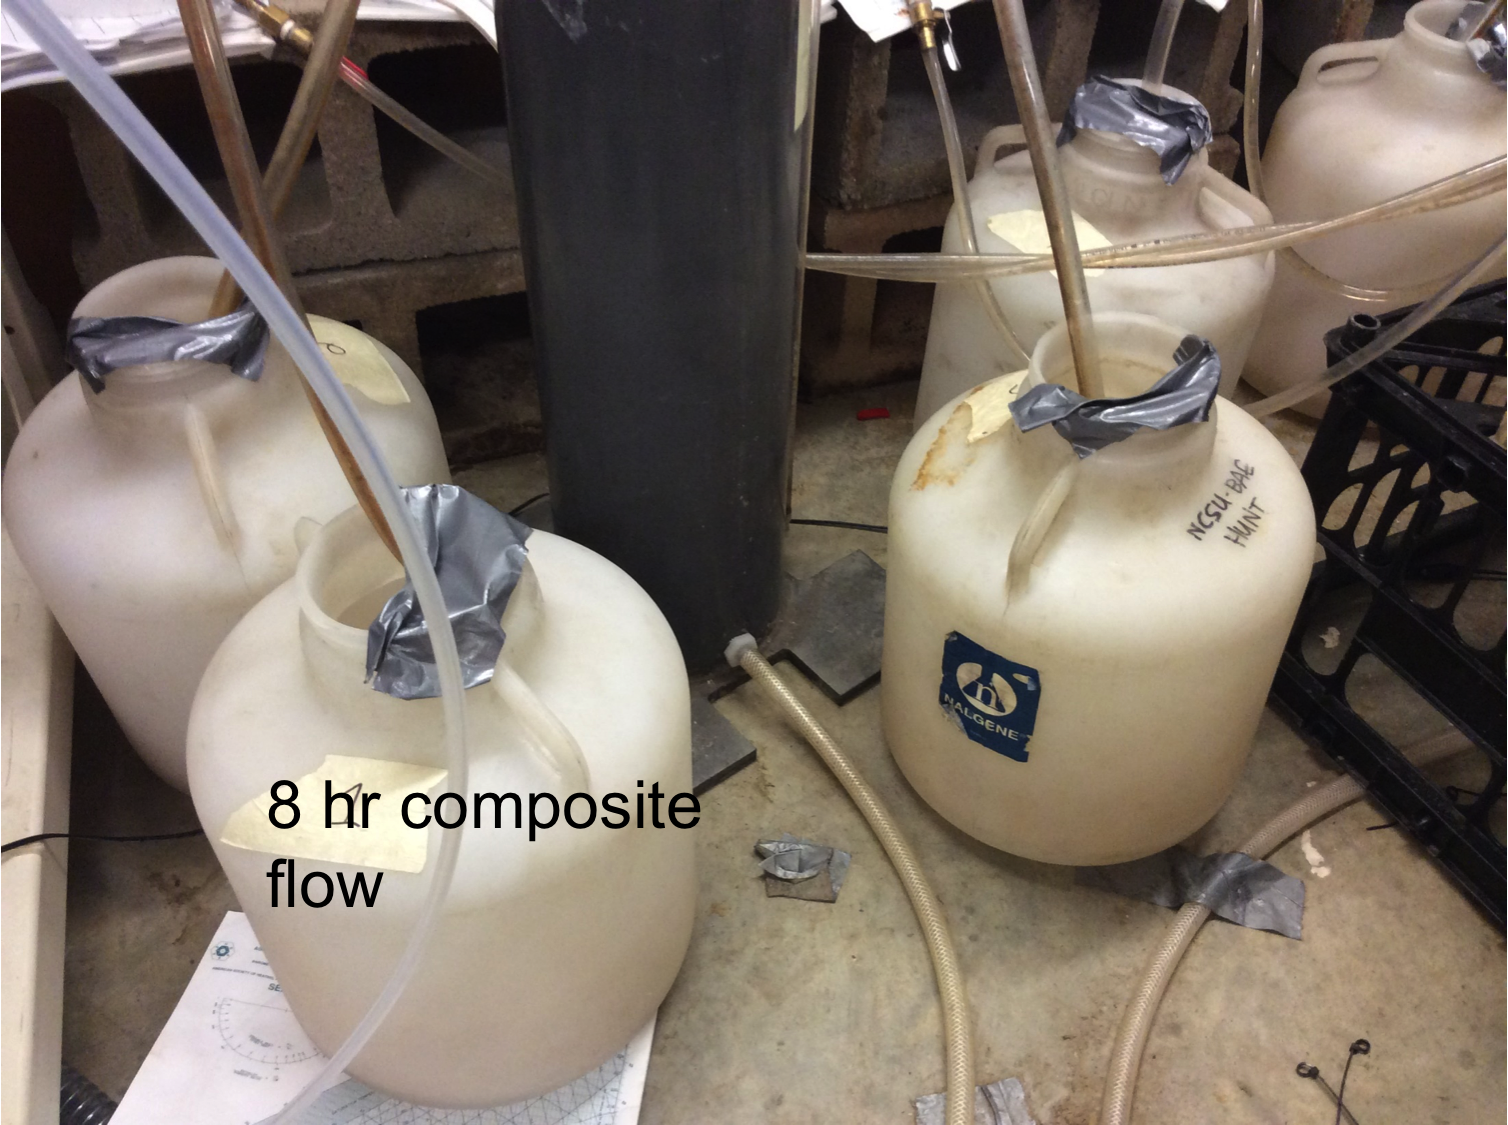 8 hr composite
flow
NCSU-BAE
HUNT
n
NALGENE